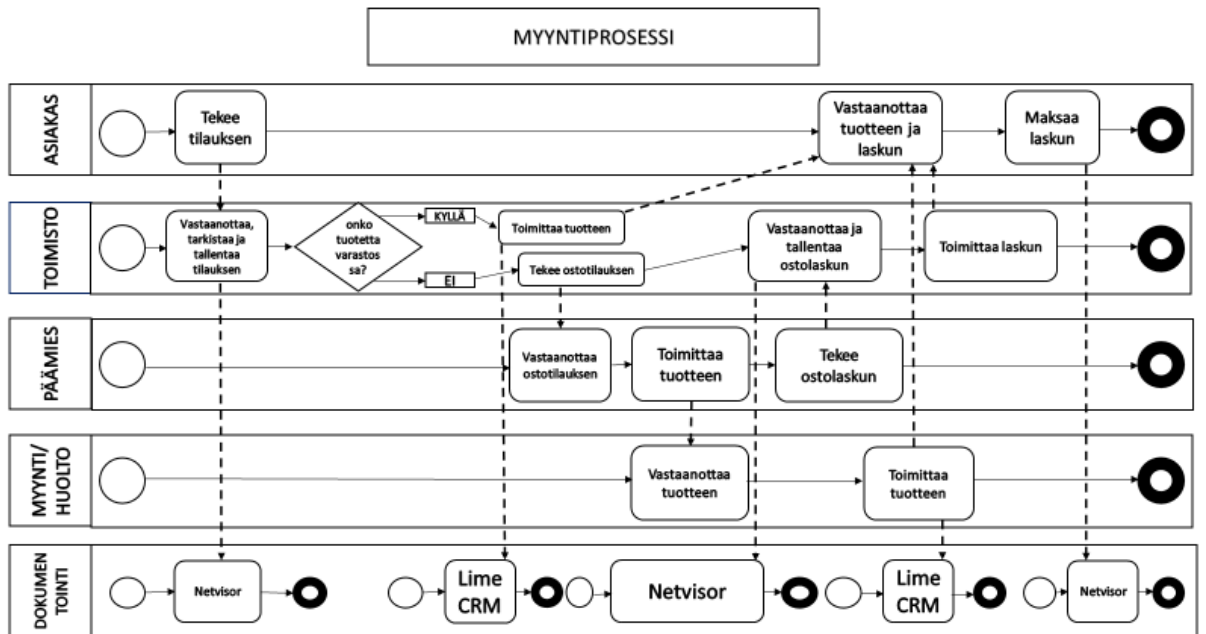 MYYNTIPROSESSI
ASIAKAS
Tekee
tilauksen
Vastaanottaa
tuotteen ja
laskun
Maksaa
laskun
TOIMISTO
Vastaanottaa,
tarkistaa ja
tallentaa
tilauksen
onko
tuotetta
varastos
sa?
KYLLÄ
EI
Toimittaa tuotteen
Tekee ostotilauksen
Vastaanottaa ja
tallentaa
ostolaskun
Toimittaa laskun
PÄÄMIES
Vastaanottaa
ostotilauksen
Toimittaa
tuotteen
Tekee
ostolaskun
MYYNTI/
HUOLTO
Vastaanottaa
tuotteen
Toimittaa
tuotteen
DOKUMEN
TOINTI
Netvisor
Lime
CRM
Netvisor
Lime
CRM
Netvisor